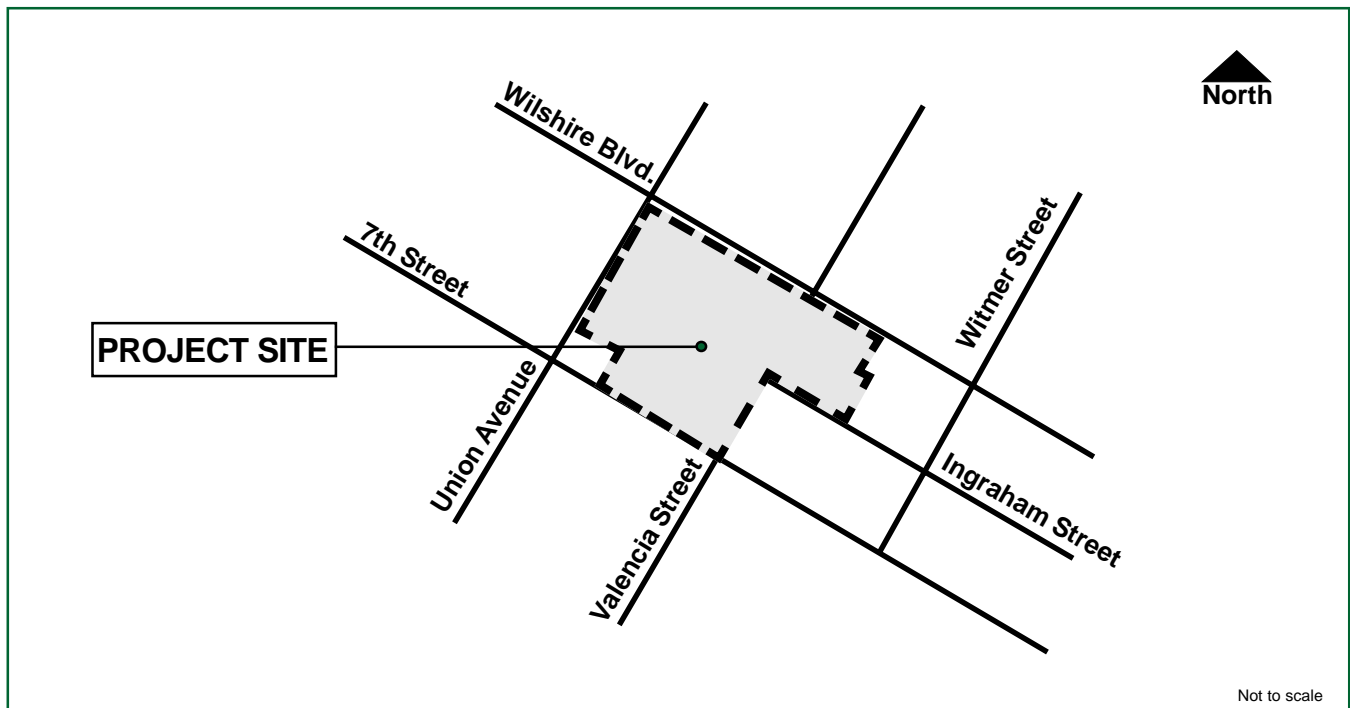 North
Wilshire Blvd.
7th Street
Witmer Street
PROJECT SITE
Union Avenue
Valencia Street
Ingraham Street
Not to scale